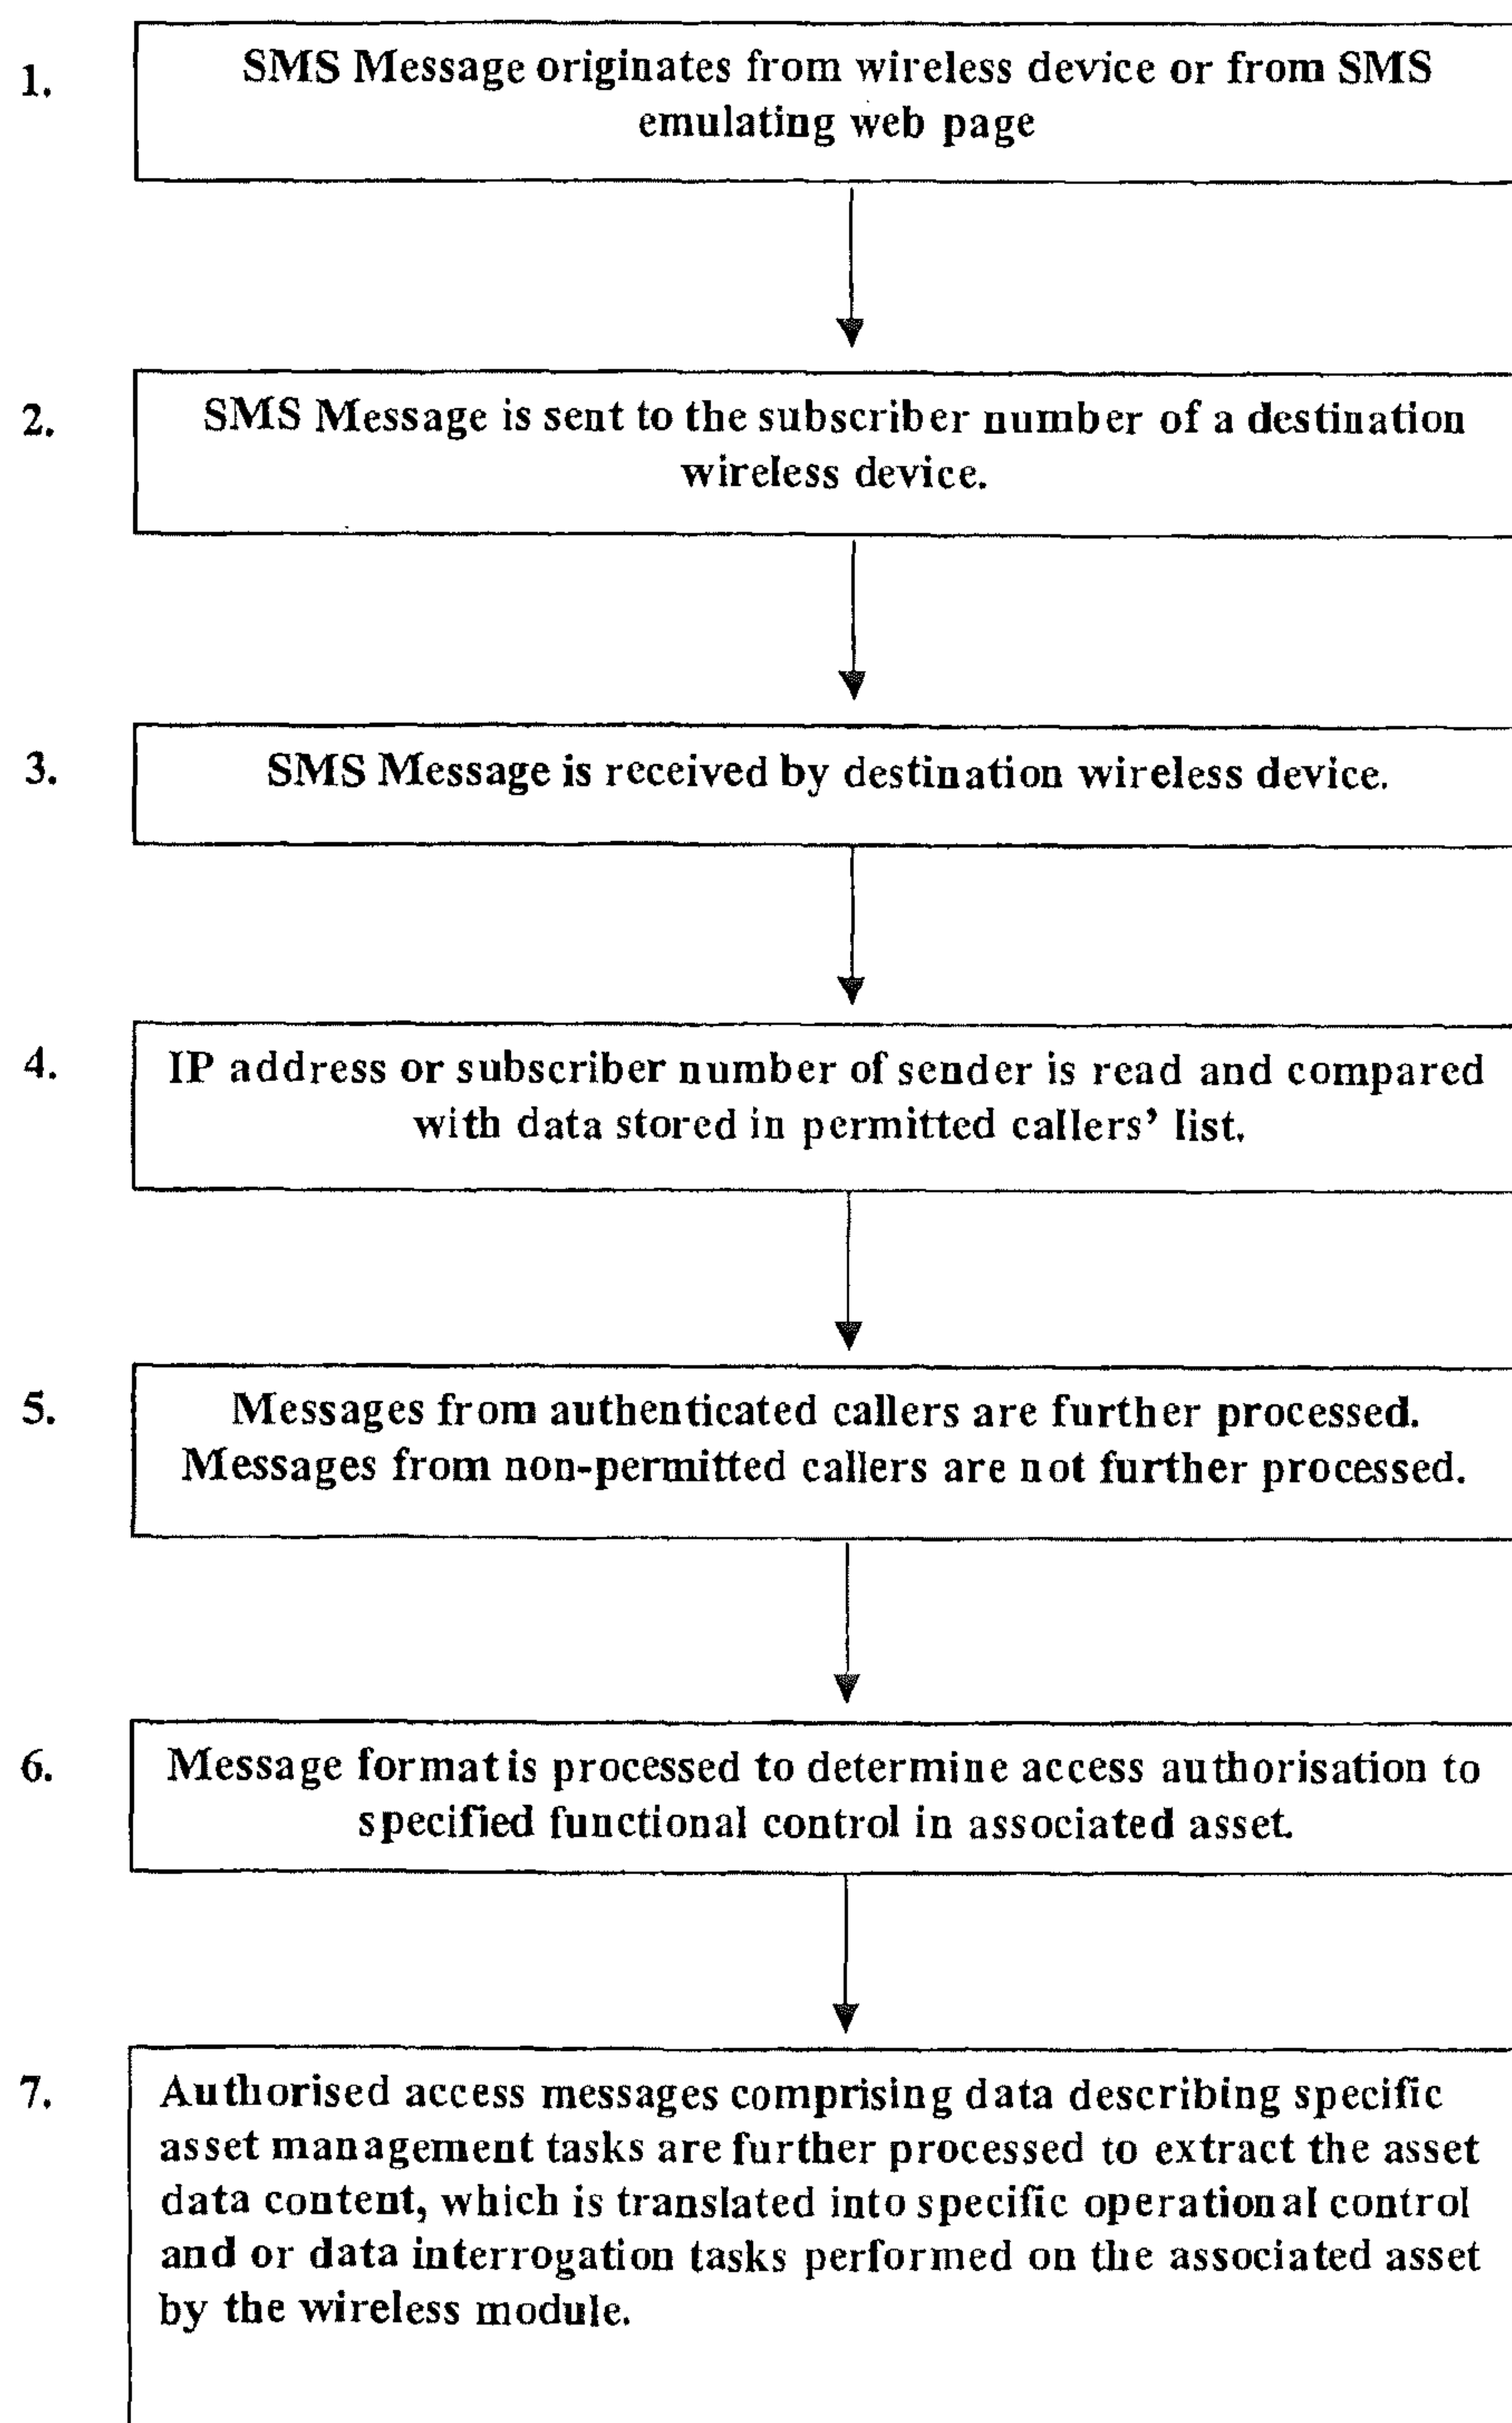 1.
SMS Message originates from wireless device or from SMS
emulating web page
2.
SMS Message is sent to the subscriber number of a destination
wireless device.
3.
SMS Message is received by destination wireless device.
4.
IP address or subscriber number of sender is read and compared
with data stored in permitted callers’ list.
5.
Messages from authenticated callers are further processed.
Messages from non-permitted callers are not further processed.
6.
Message format is processed to determine access authorisation to
specified functional control in associated asset.
7.
Authorised access messages comprising data describing specific
asset management tasks are further processed to extract the asset
data content, which is translated into specific operational control
and or data interrogation tasks performed on the associated asset
by the wireless module.